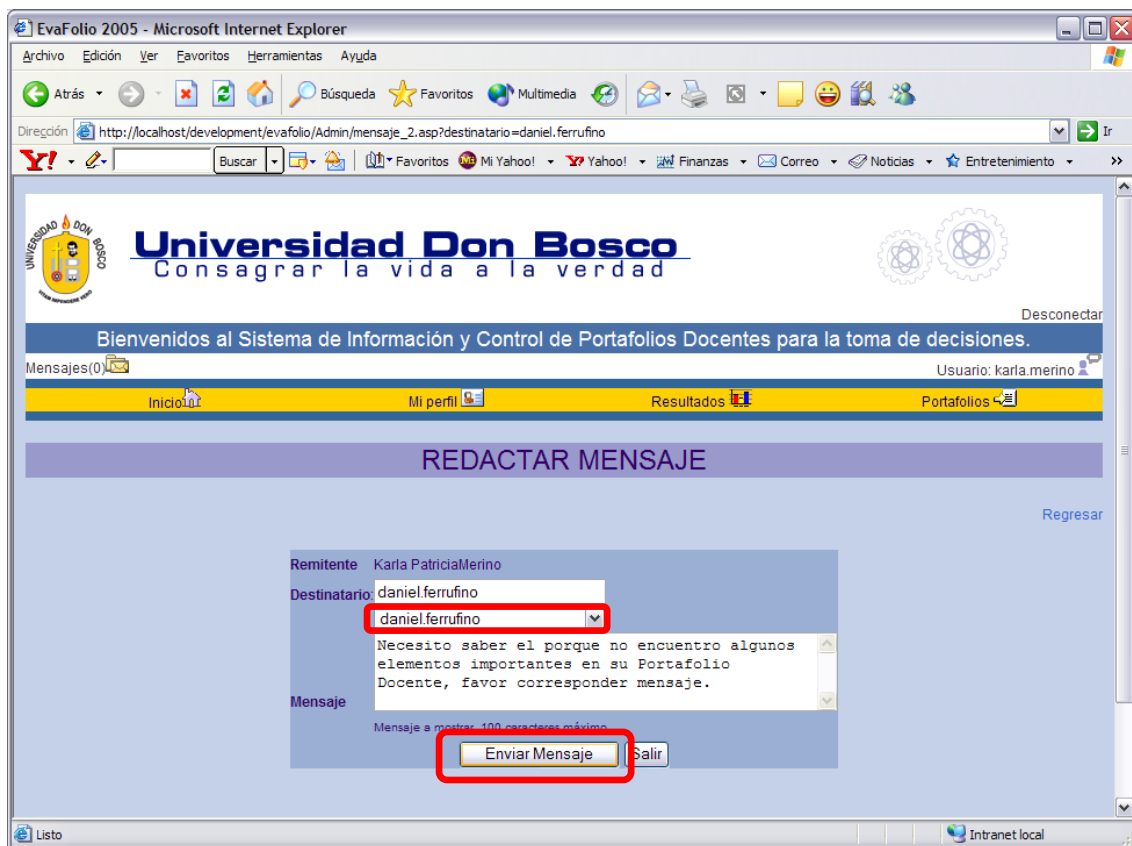 EvaFolio 2005 - Microsoft Internet Explorer
Archivo Edición Ver Favoritos Herramientas Ayuda
Atrás Búsqueda Favoritos Multimedia
Dirección http://localhost/development/evafolio/Admin/mensaje_2.asp?destinatario=daniel.ferrufino Ir
Y! Buscar Favoritos Mi Yahoo! Yahoo! Finanzas Correo Noticias Entretenimiento »
UNIVERSIDAD DON BOSCO
Universidad Don Bosco
Consagrar la vida a la verdad
Desconectar
Bienvenidos al Sistema de Información y Control de Portafolios Docentes para la toma de decisiones.
Mensajes(0) Usuario: karla.merino
Inicio Mi perfil Resultados Portafolios
REDACTAR MENSAJE
Regresar
Remitente Karla PatriciaMerino
Destinatario: daniel.ferrufino
daniel.ferrufino
Necesito saber el porque no encuentro algunos
elementos importantes en su Portafolio
Docente, favor corresponder mensaje.
Mensaje
Mensaje a mostrar, 100 caracteres máximo
Enviar Mensaje Salir
Listo Intranet local